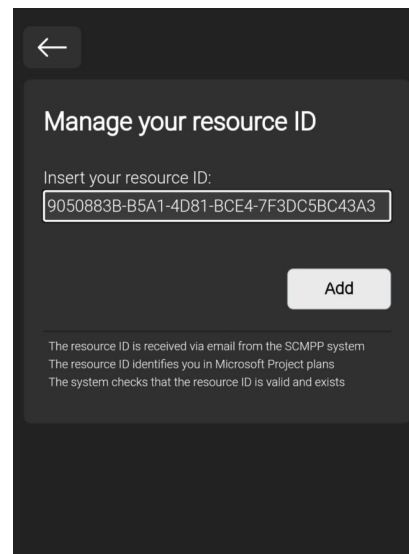 Manage your resource ID
Insert your resource ID:
9050883B-B5A1-4D81-BCE4-7F3DC5BC43A3
Add
The resource ID is received via email from the SCMPP system
The resource ID identifies you in Microsoft Project plans
The system checks that the resource ID is valid and exists